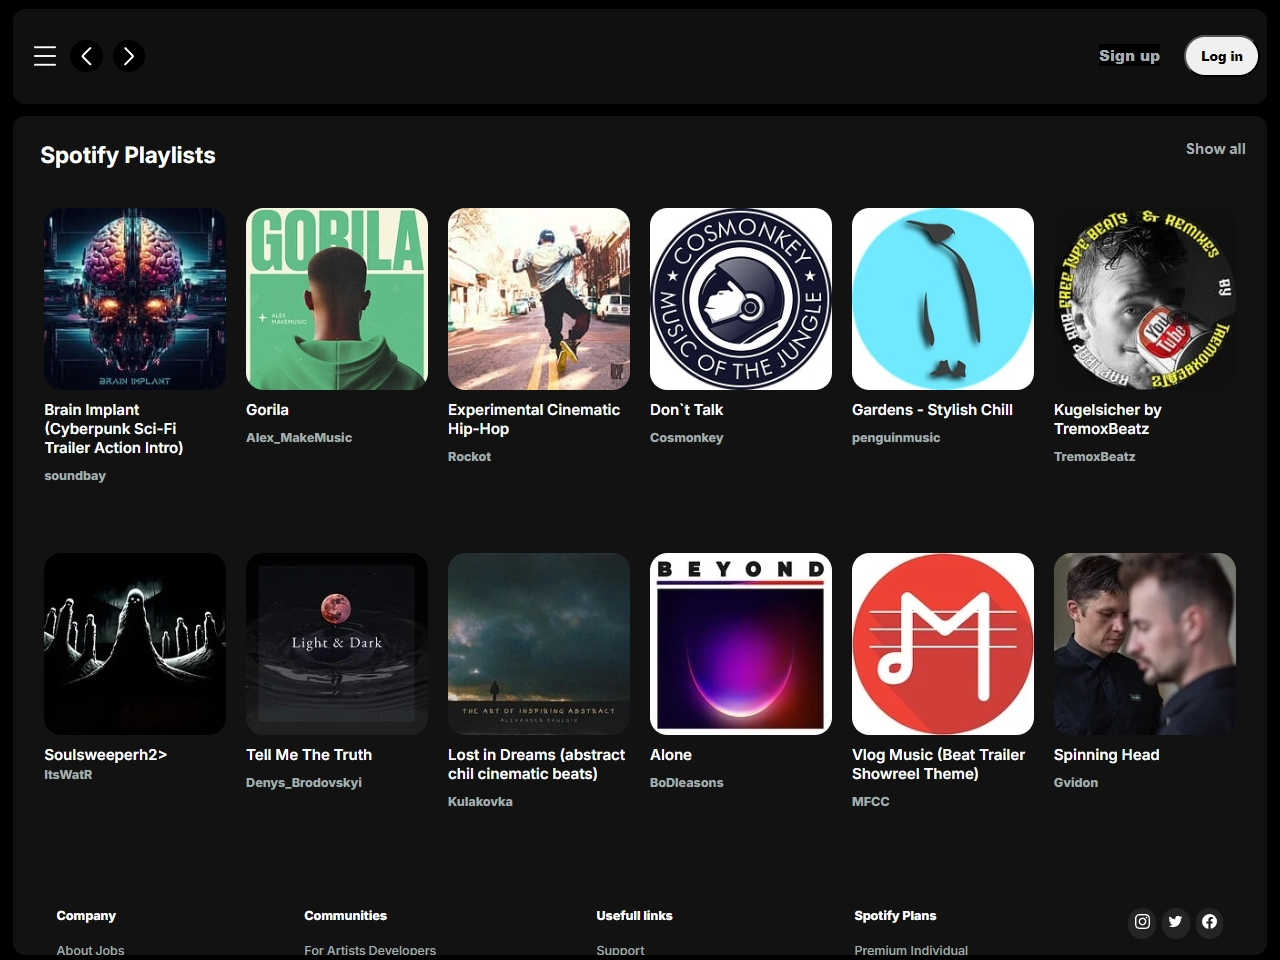 Sign up
Log in
Spotify Playlists
Show all
BRAIN IMPLANT
GORILA
ALEX
MAKEMUSIC
COSMONKEY
MUSIC OF THE JUNGLE
RAP TRAP RNB FREE TYPE BEATS & REMIXES
By
TREMOXBEATZ
You
Tube
Brain Implant
(Cyberpunk Sci-Fi
Trailer Action Intro)
soundbay
Gorila
Alex_MakeMusic
Experimental Cinematic
Hip-Hop
Rockot
Don`t Talk
Cosmonkey
Gardens - Stylish Chill
penguinmusic
Kugelsicher by
TremoxBeatz
TremoxBeatz
Light & Dark
THE ART OF INSPIRING ABSTRACT
ALEXANDER SHULGIN
BEYOND
Soulsweeperh2>
ItsWatR
Tell Me The Truth
Denys_Brodovskyi
Lost in Dreams (abstract
chil cinematic beats)
Kulakovka
Alone
BoDleasons
Vlog Music (Beat Trailer
Showreel Theme)
MFCC
Spinning Head
Gvidon
Company
Communities
Usefull links
Spotify Plans
About Jobs
For Artists Developers
Support
Premium Individual